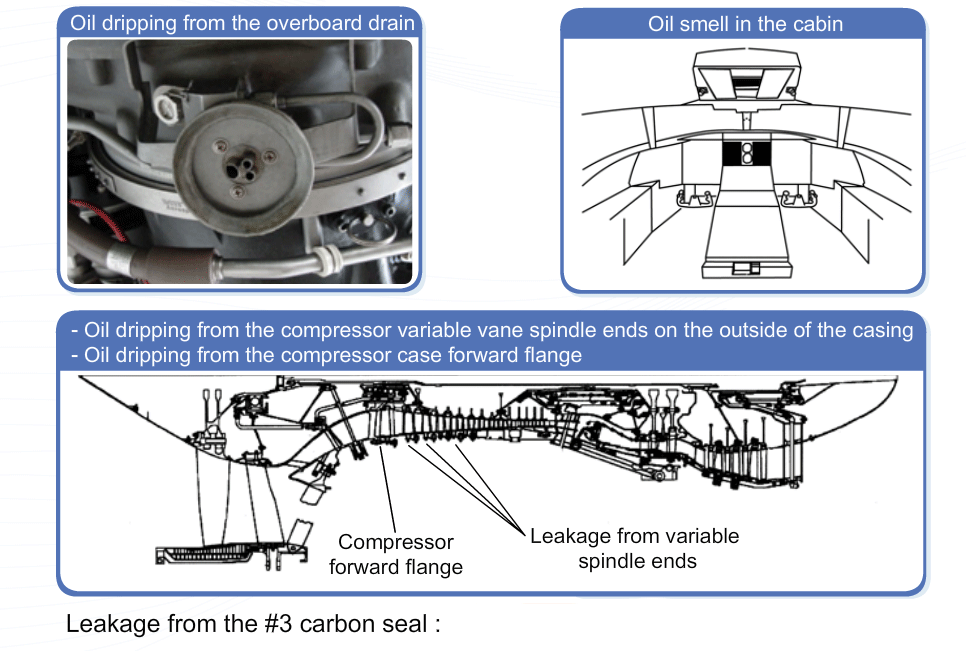 Oil dripping from the overboard drain
Oil smell in the cabin
- Oil dripping from the compressor variable vane spindle ends on the outside of the casing
- Oil dripping from the compressor case forward flange
Compressor
forward flange
Leakage from variable
spindle ends
Leakage from the #3 carbon seal :